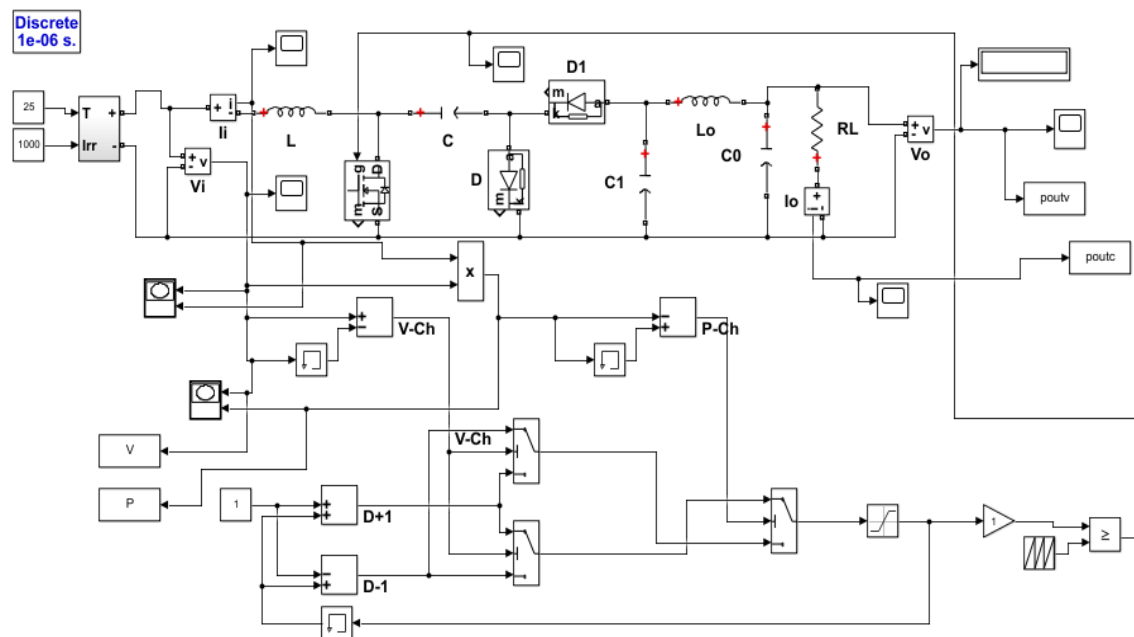 Discrete
1e-06 s.
D1
25
T
+
i
+
-
Ii
m
a
k
Lo
RL
1000
Irr
-
L
C
C0
+
-
v
Vo
+
-
v
Vi
g
D
m
S
D
a
m
k
C1
Io
+
i
-
poutv
x
poutc
+
-
V-Ch
-
+
P-Ch
V
V-Ch
P
1
+
+
D+1
1
≥
-
+
D-1